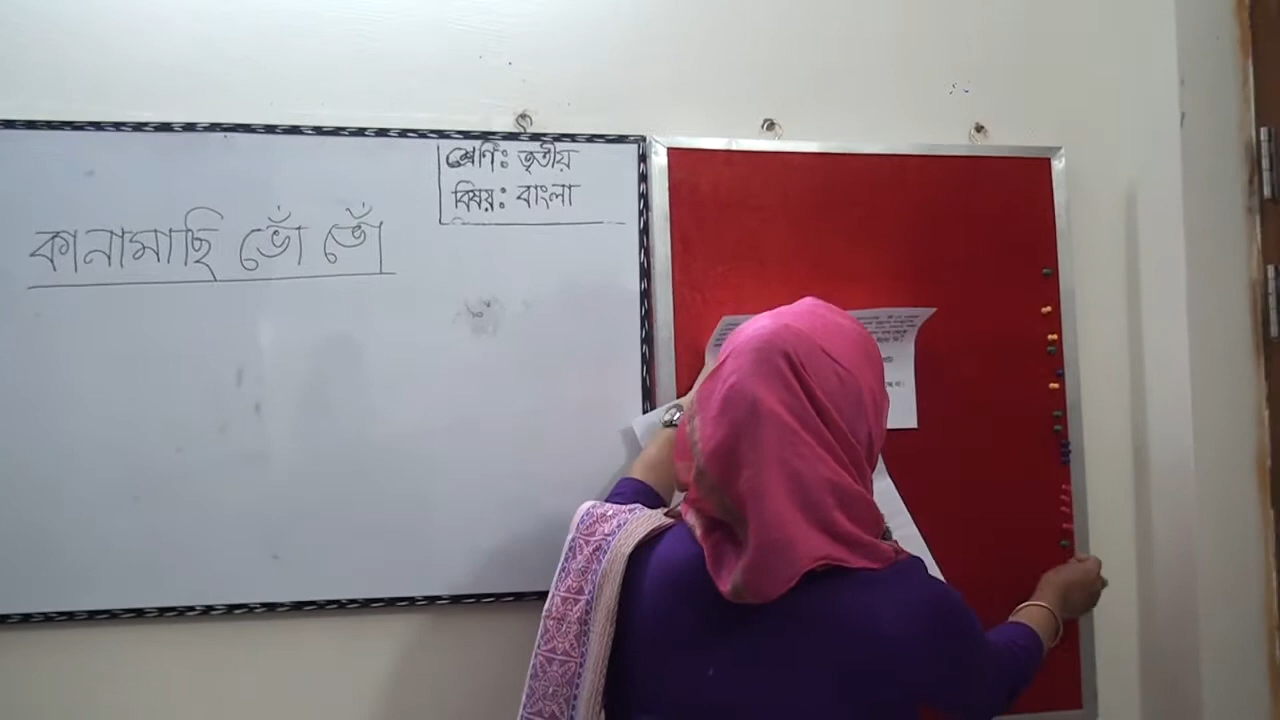 শ্রেণি: তৃতীয়
বিষয়: বাংলা
কানামাছি ভোঁ ভোঁ